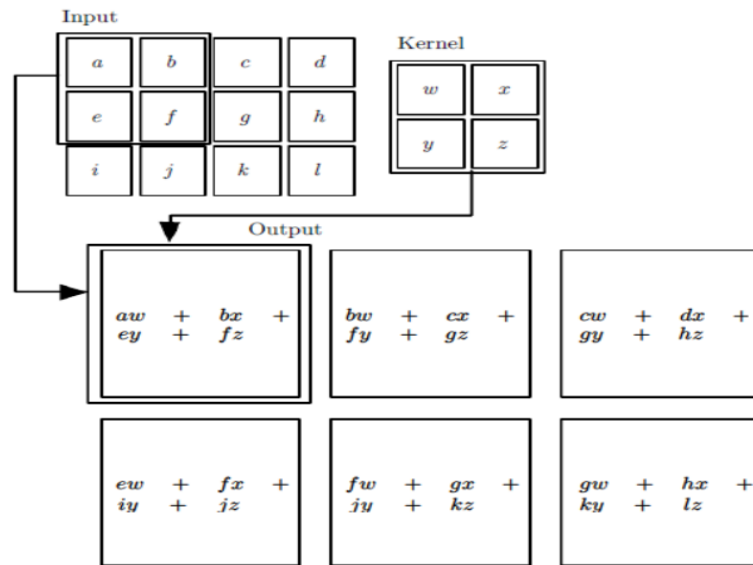 Input
a b c d
e f g h
i j k l
Kernel
w x
y z
Output
aw + bx +
ey + fz
bw + cx +
fy + gz
cw + dx +
gy + hz
ew + fx +
iy + jz
fw + gx +
jy + kz
gw + hx +
ky + lz